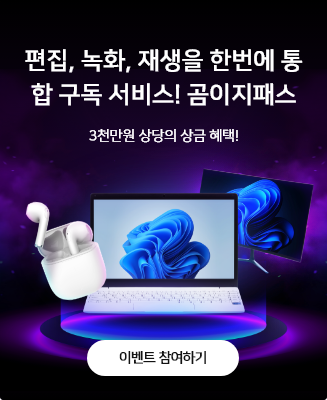 편집, 녹화, 재생을 한번에 통
합 구독 서비스! 곰이지패스
3천만원 상당의 상금 혜택!
이벤트 참여하기